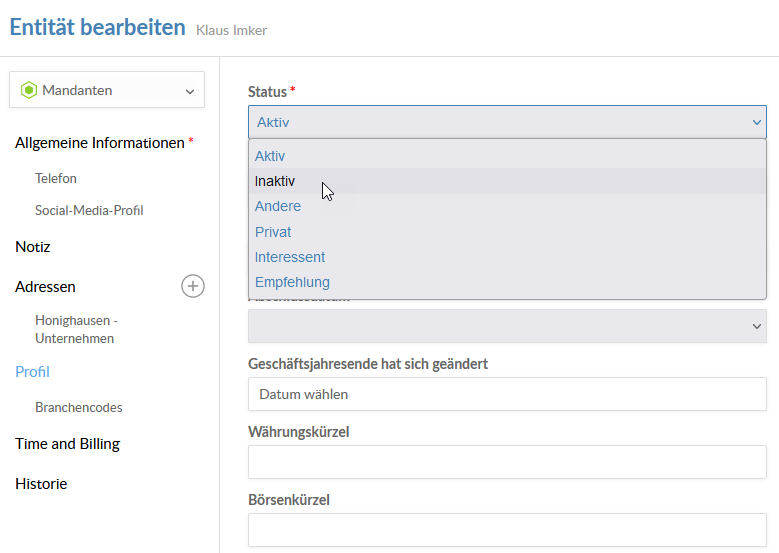 Entität bearbeiten Klaus Imker
Mandanten
Allgemeine Informationen *
Telefon
Social-Media-Profil
Notiz
Adressen
Honighausen -
Unternehmen
Profil
Branchencodes
Time and Billing
Historie
Status *
Aktiv
Aktiv
Inaktiv
Andere
Privat
Interessent
Empfehlung
Geschäftsjahresende hat sich geändert
Datum wählen
Währungskürzel
Börsenkürzel